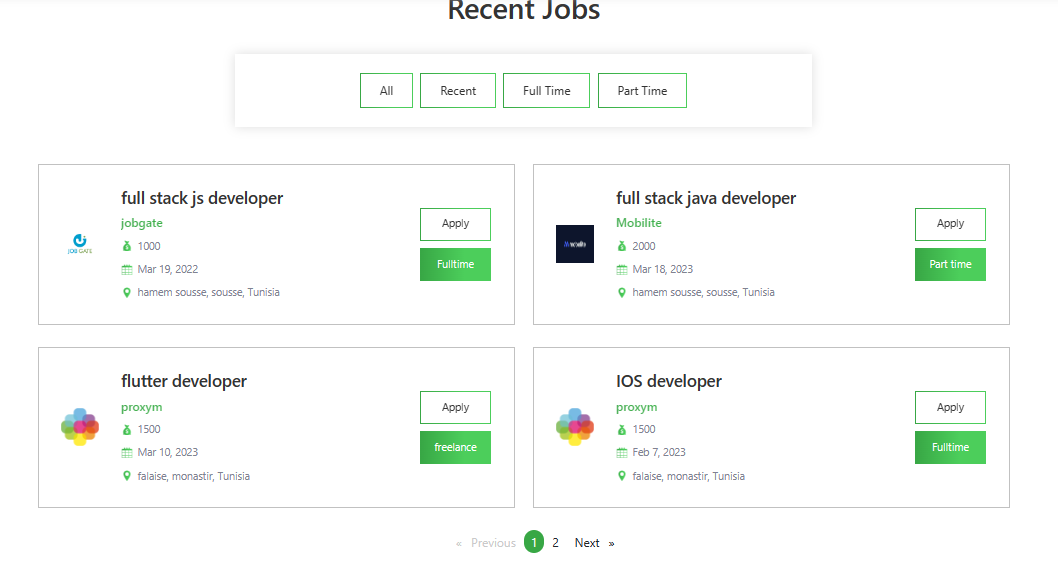 Recent Jobs
All Recent Full Time Part Time
full stack js developer
jobgate
1000
Mar 19, 2022
hamem sousse, sousse, Tunisia
Apply
Fulltime
JOB GATE
full stack java developer
Mobilite
2000
Mar 18, 2023
hamem sousse, sousse, Tunisia
Apply
Part time
flutter developer
proxym
1500
Mar 10, 2023
falaise, monastir, Tunisia
Apply
freelance
IOS developer
proxym
1500
Feb 7, 2023
falaise, monastir, Tunisia
Apply
Fulltime
« Previous 1 2 Next »